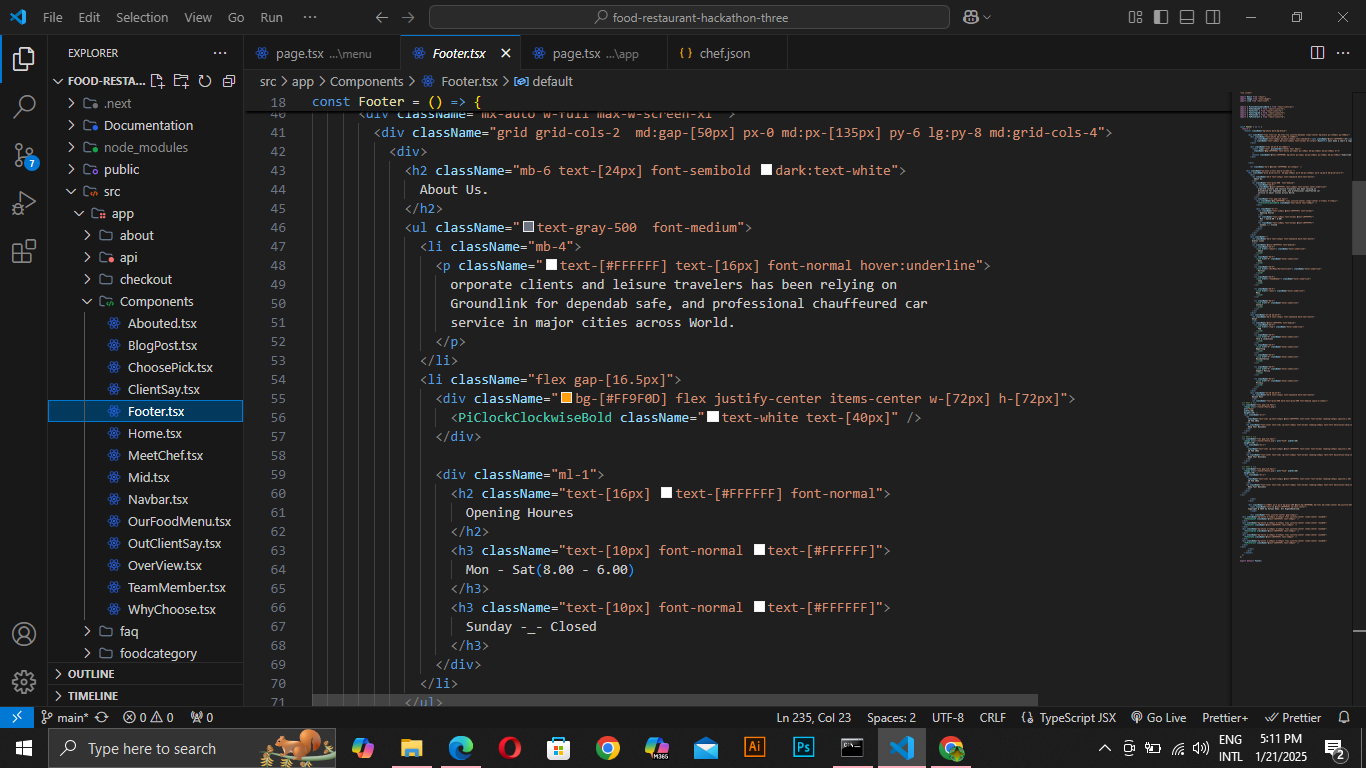 File Edit Selection View Go Run ··· food-restaurant-hackathon-three
EXPLORER ···
FOOD-RESTA...
.next
Documentation
node_modules
public
src
app
about
api
checkout
Components
Abouted.tsx
BlogPost.tsx
ChoosePick.tsx
ClientSay.tsx
Footer.tsx
Home.tsx
MeetChef.tsx
Mid.tsx
Navbar.tsx
OurFoodMenu.tsx
OutClientSay.tsx
OverView.tsx
TeamMember.tsx
WhyChoose.tsx
faq
foodcategory
OUTLINE
TIMELINE
7
page.tsx ...\menu Footer.tsx page.tsx ...\app {} chef.json
src > app > Components > Footer.tsx > default
18 const Footer = () => {
40 <div className="mx-auto w-full max-w-screen-xl ">
41 <div className="grid grid-cols-2  md:gap-[50px] px-0 md:px-[135px] py-6 lg:py-8 md:grid-cols-4">
42 <div>
43 <h2 className="mb-6 text-[24px] font-semibold dark:text-white">
44 About Us.
45 </h2>
46 <ul className="text-gray-500  font-medium">
47 <li className="mb-4">
48 <p className="text-[#FFFFFF] text-[16px] font-normal hover:underline">
49 orporate clients and leisure travelers has been relying on
50 Groundlink for dependab safe, and professional chauffeured car
51 service in major cities across World.
52 </p>
53 </li>
54 <li className="flex gap-[16.5px]">
55 <div className="bg-[#FF9F0D] flex justify-center items-center w-[72px] h-[72px]">
56 <PiClockClockwiseBold className="text-white text-[40px]" />
57 </div>
58
59 <div className="ml-1">
60 <h2 className="text-[16px] text-[#FFFFFF] font-normal">
61 Opening Houres
62 </h2>
63 <h3 className="text-[10px] font-normal text-[#FFFFFF]">
64 Mon - Sat(8.00 - 6.00)
65 </h3>
66 <h3 className="text-[10px] font-normal text-[#FFFFFF]">
67 Sunday -_- Closed
68 </h3>
69 </div>
70 </li>
71 </ul>
main* 0 0 0 Ln 235, Col 23 Spaces: 2 UTF-8 CRLF {} TypeScript JSX Go Live Prettier+ Prettier
Type here to search
M365
Ai
Ps
ENG
INTL
5:11 PM
1/21/2025
2